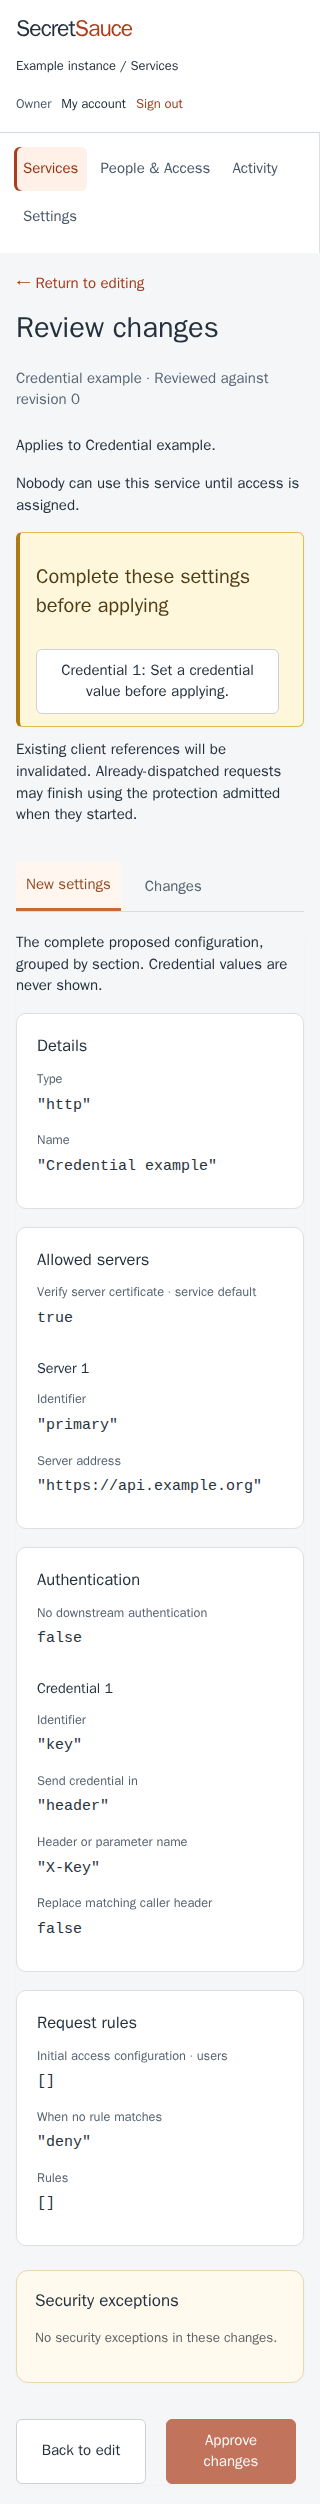 SecretSauce
Example instance / Services
Owner My account Sign out
Services People & Access Activity
Settings
← Return to editing
Review changes
Credential example · Reviewed against
revision 0
Applies to Credential example.
Nobody can use this service until access is
assigned.
Complete these settings
before applying
Credential 1: Set a credential
value before applying.
Existing client references will be
invalidated. Already-dispatched requests
may finish using the protection admitted
when they started.
New settings Changes
The complete proposed configuration,
grouped by section. Credential values are
never shown.
Details
Type
"http"
Name
"Credential example"
Allowed servers
Verify server certificate · service default
true
Server 1
Identifier
"primary"
Server address
"https://api.example.org"
Authentication
No downstream authentication
false
Credential 1
Identifier
"key"
Send credential in
"header"
Header or parameter name
"X-Key"
Replace matching caller header
false
Request rules
Initial access configuration · users
[]
When no rule matches
"deny"
Rules
[]
Security exceptions
No security exceptions in these changes.
Back to edit
Approve
changes